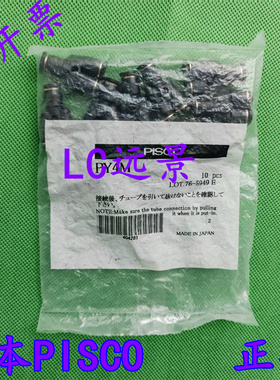 开票
PISCO
LC远景
PY4M
10 pcs
LOT.76-5949 E
接続後、チューブを引いて抜けないことを確認して
下さい。
NOTE:Make sure the tube connection by pulling
it when it is put-in.
2
MADE IN JAPAN
本PISCO
正